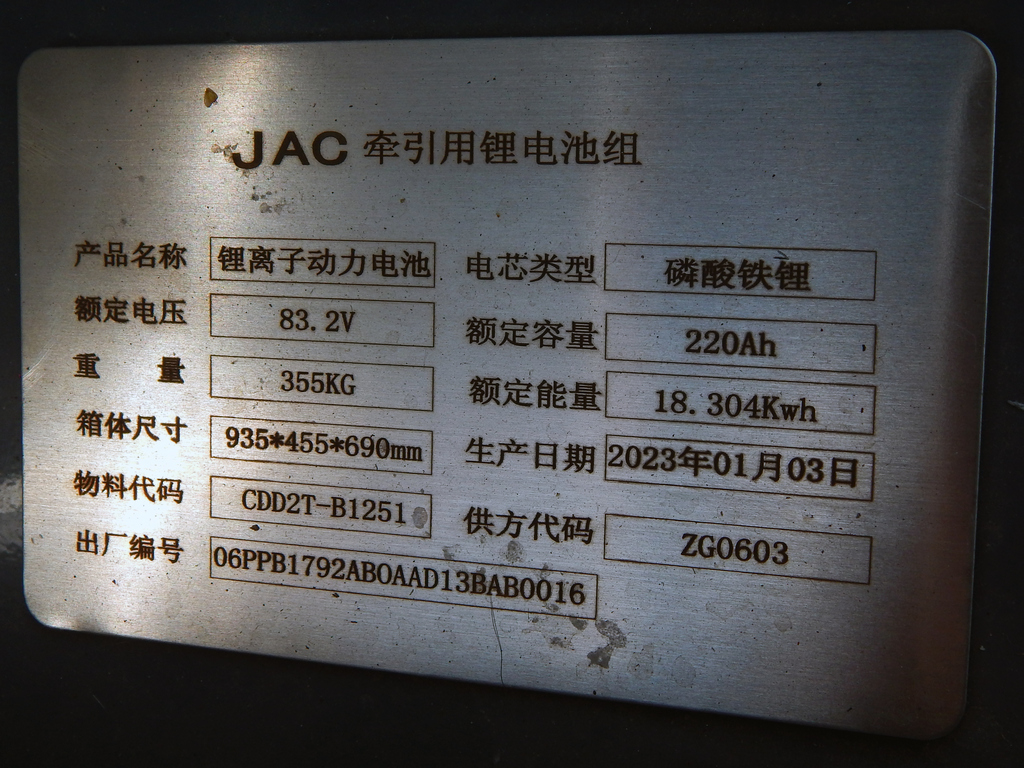 JAC 牵引用锂电池组
产品名称 锂离子动力电池 电芯类型 磷酸铁锂
额定电压 83.2V 额定容量 220Ah
重量 355KG 额定能量 18.304Kwh
箱体尺寸 935*455*690mm 生产日期 2023年01月03日
物料代码 CDD2T-B1251 供方代码 ZG0603
出厂编号 06PPB1792ABOAAD13BAB0016